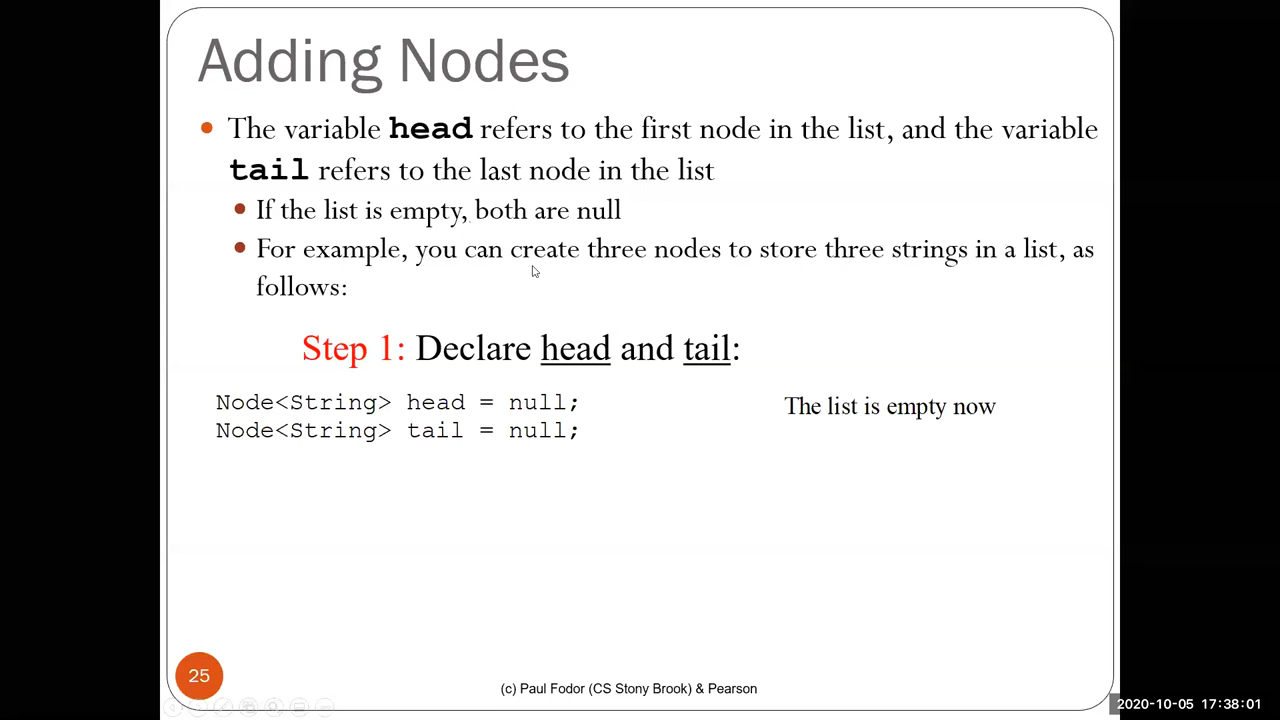 Adding Nodes
The variable head refers to the first node in the list, and the variable
tail refers to the last node in the list
If the list is empty, both are null
For example, you can create three nodes to store three strings in a list, as
follows:
Step 1: Declare head and tail:
Node<String> head = null;
Node<String> tail = null;
The list is empty now
25
(c) Paul Fodor (CS Stony Brook) & Pearson
2020-10-05 17:38:01